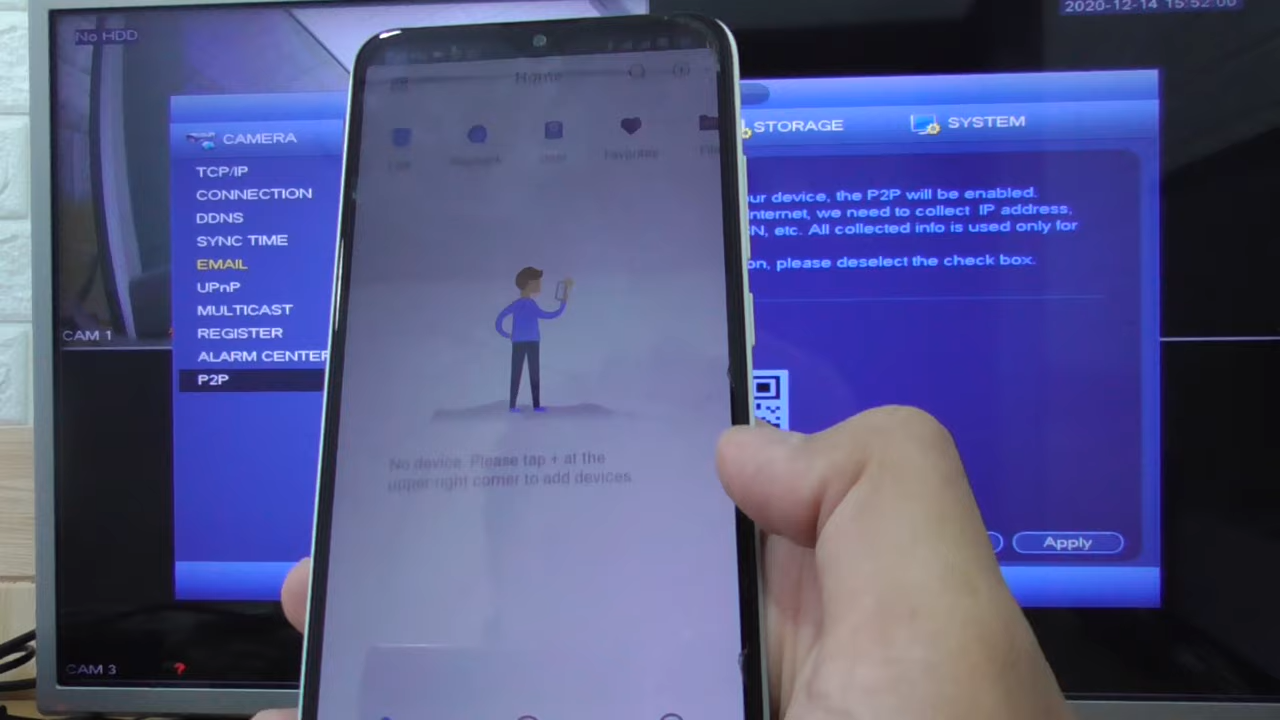 No HDD
2020-12-14 15:52:00
Home
CAMERA
STORAGE
SYSTEM
Favorites
TCP/IP
CONNECTION
DDNS
SYNC TIME
EMAIL
UPnP
MULTICAST
REGISTER
ALARM CENTER
P2P
ur device, the P2P will be enabled.
nternet, we need to collect IP address,
N, etc. All collected info is used only for
on, please deselect the check box.
No device. Please tap + at the
upper right corner to add devices
Apply
CAM 1
CAM 3
?